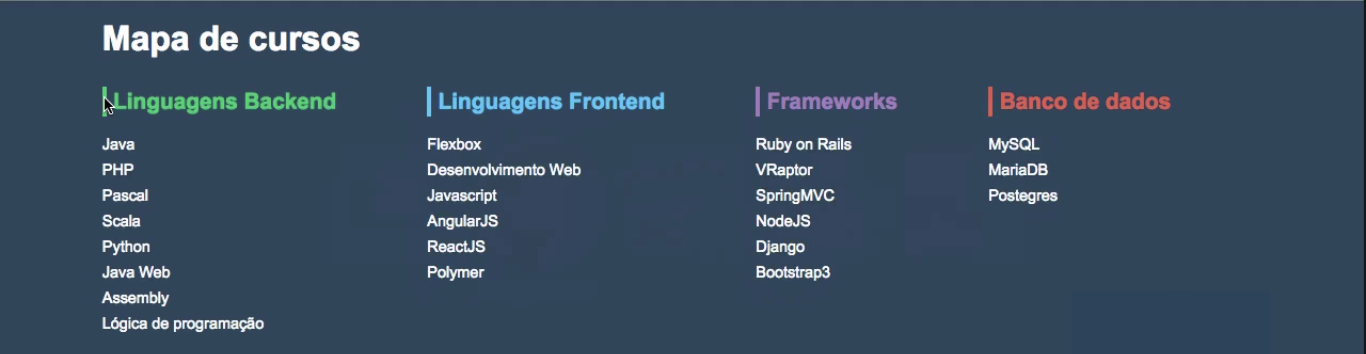 Mapa de cursos
Linguagens Backend
Java
PHP
Pascal
Scala
Python
Java Web
Assembly
Lógica de programação
Linguagens Frontend
Flexbox
Desenvolvimento Web
Javascript
AngularJS
ReactJS
Polymer
Frameworks
Ruby on Rails
VRaptor
SpringMVC
NodeJS
Django
Bootstrap3
Banco de dados
MySQL
MariaDB
Postegres